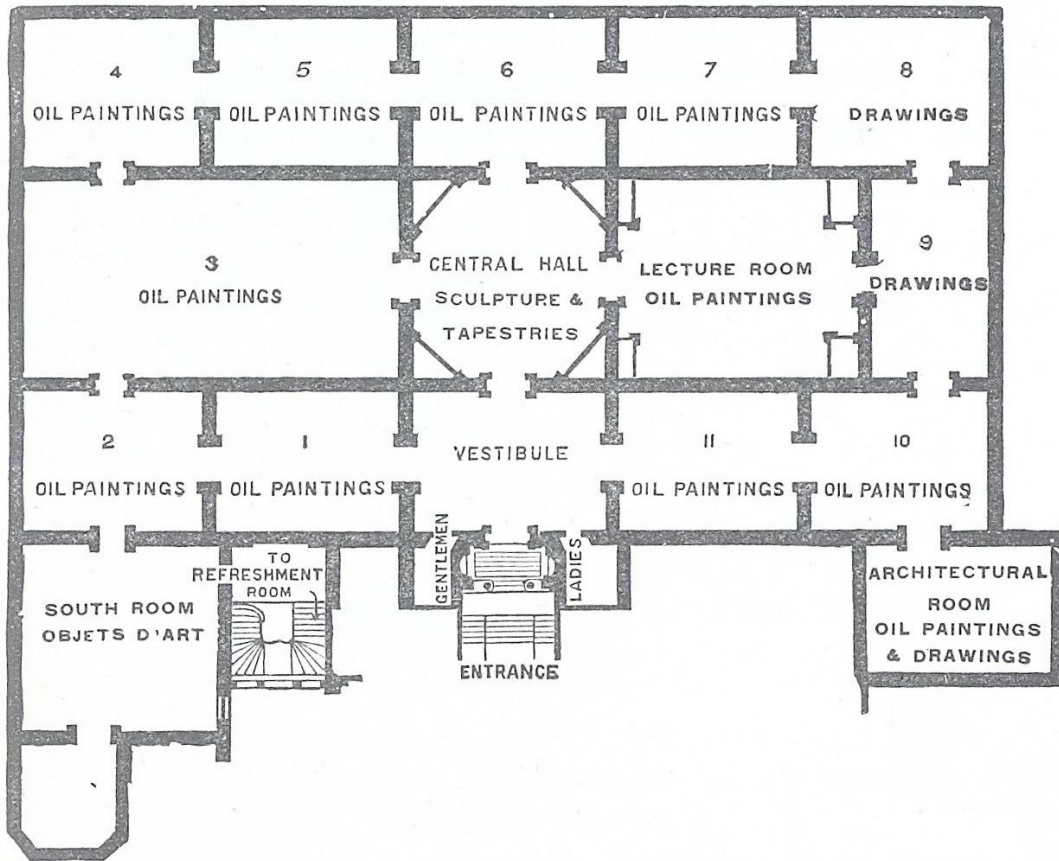 4
OIL PAINTINGS
5
OIL PAINTINGS
6
OIL PAINTINGS
7
OIL PAINTINGS
8
DRAWINGS
3
OIL PAINTINGS
CENTRAL HALL
SCULPTURE &
TAPESTRIES
LECTURE ROOM
OIL PAINTINGS
9
DRAWINGS
2
OIL PAINTINGS
1
OIL PAINTINGS
VESTIBULE
11
OIL PAINTINGS
10
OIL PAINTINGS
SOUTH ROOM
OBJETS D'ART
TO
REFRESHMENT
ROOM
GENTLEMEN
LADIES
ENTRANCE
ARCHITECTURAL
ROOM
OIL PAINTINGS
& DRAWINGS